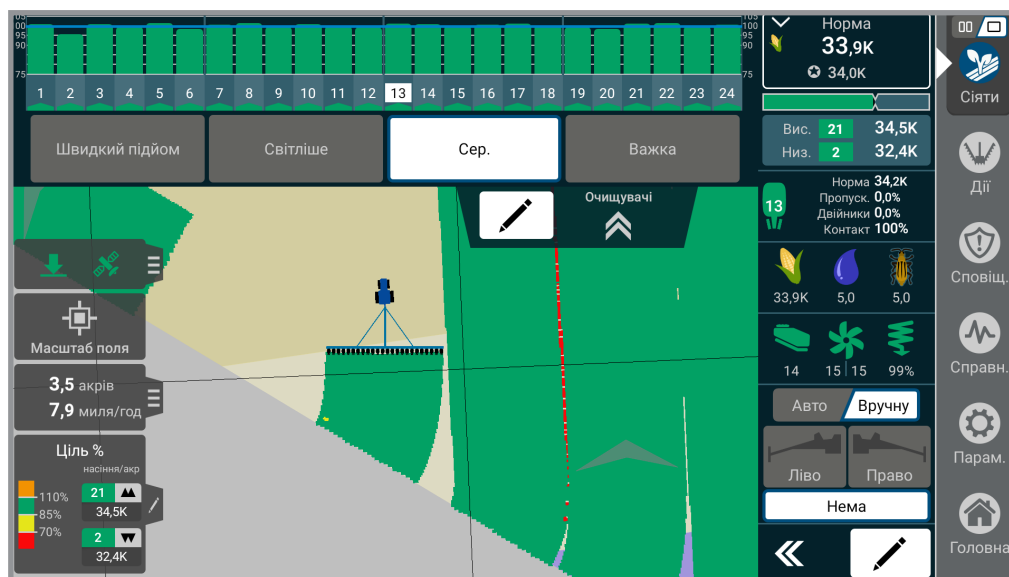 105
100
95
90
75
105
100
95
90
75
1 2 3 4 5 6 7 8 9 10 11 12 13 14 15 16 17 18 19 20 21 22 23 24
Швидкий підйом
Світліше
Сер.
Важка
Очищувачі
Масштаб поля
3,5 акрів
7,9 миля/год
Ціль %
насіння/акр
110%
85%
70%
21
34,5K
2
32,4K
Норма
33,9K
34,0K
Вис. 21 34,5K
Низ. 2 32,4K
13
Норма 34,2K
Пропуск. 0,0%
Двійники 0,0%
Контакт 100%
33,9K 5,0 5,0
14 15 15 99%
Авто
Вручну
Ліво
Право
Нема
Сіяти
Дії
Сповіщ.
Справн.
Парам.
Головна